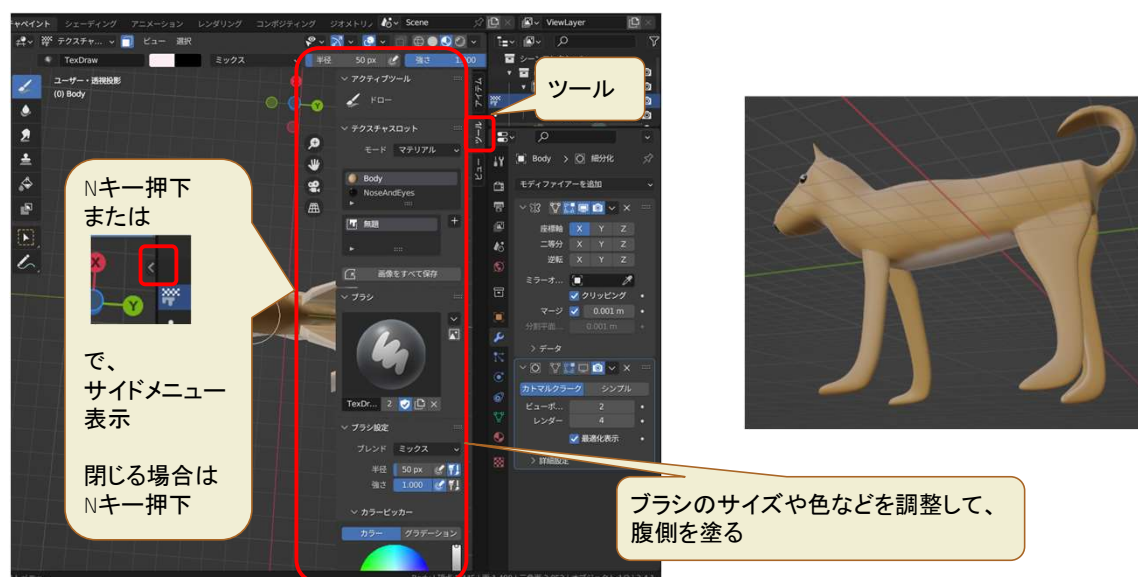 ャペイント シェーディング アニメーション レンダリング コンポジティング ジオメトリノ Scene ViewLayer
テクスチャ... ビュー 選択
TexDraw ミックス 半径 50 px 強さ 1.000
ユーザー・透視投影
(0) Body
アクティブツール
ドロー
テクスチャスロット
モード マテリアル
Body
NoseAndEyes
無題
画像をすべて保存
ブラシ
TexDr... 2
ブラシ設定
ブレンド ミックス
半径 50 px
強さ 1.000
カラーピッカー
カラー グラデーション
アイテム
ツール
ビュー
ツール
Body 細分化
モディファイアーを追加
座標軸 X Y Z
二等分 X Y Z
逆転 X Y Z
ミラーオ...
クリッピング
マージ 0.001 m
分割平面... 0.001 m
データ
カトマルクラーク シンプル
ビューポ... 2
レンダー 4
最適化表示
詳細設定
Nキー押下
または
X
Y
で、
サイドメニュー
表示
閉じる場合は
Nキー押下
Y
ブラシのサイズや色などを調整して、
腹側を塗る